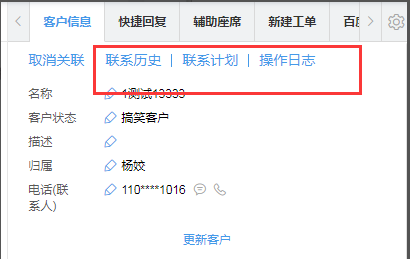 客户信息 快捷回复 辅助座席 新建工单
取消关联 联系历史 | 联系计划 | 操作日志
名称 1测试13333
客户状态 搞笑客户
描述
归属 杨姣
电话(联系人) 110****1016
更新客户